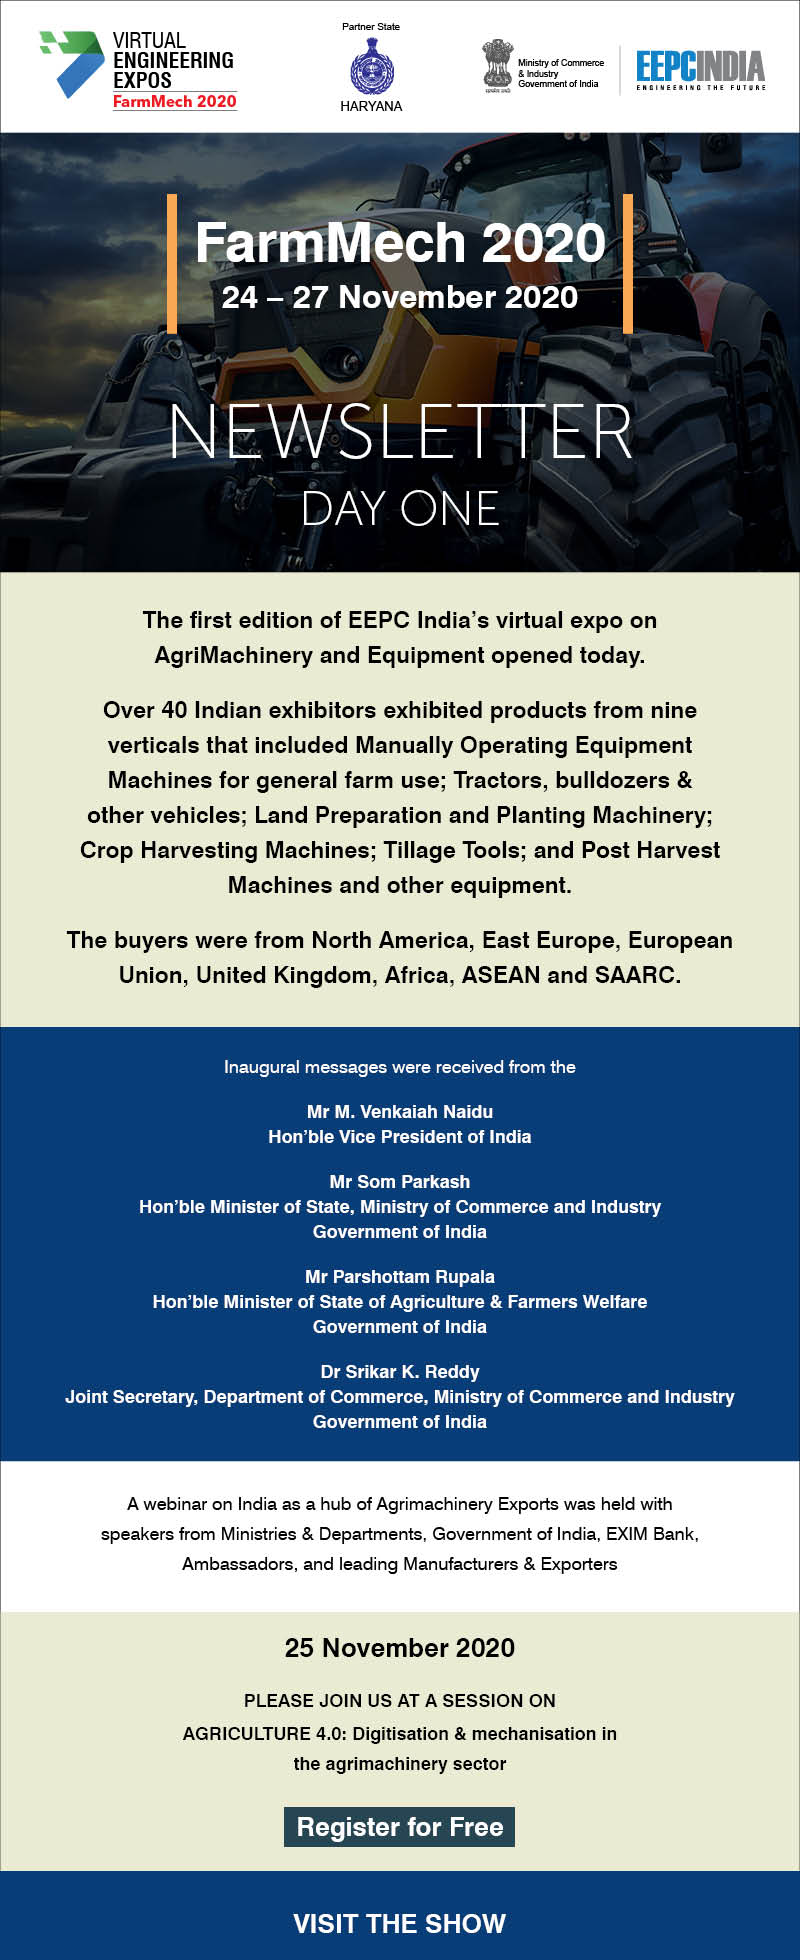 VIRTUAL
ENGINEERING
EXPOS
FarmMech 2020
Partner State
HARYANA
Ministry of Commerce
& Industry
Government of India
EEPCINDIA
ENGINEERING THE FUTURE
FarmMech 2020
24 – 27 November 2020
NEWSLETTER
DAY ONE
The first edition of EEPC India’s virtual expo on
AgriMachinery and Equipment opened today.
Over 40 Indian exhibitors exhibited products from nine
verticals that included Manually Operating Equipment
Machines for general farm use; Tractors, bulldozers &
other vehicles; Land Preparation and Planting Machinery;
Crop Harvesting Machines; Tillage Tools; and Post Harvest
Machines and other equipment.
The buyers were from North America, East Europe, European
Union, United Kingdom, Africa, ASEAN and SAARC.
Inaugural messages were received from the
Mr M. Venkaiah Naidu
Hon’ble Vice President of India
Mr Som Parkash
Hon’ble Minister of State, Ministry of Commerce and Industry
Government of India
Mr Parshottam Rupala
Hon’ble Minister of State of Agriculture & Farmers Welfare
Government of India
Dr Srikar K. Reddy
Joint Secretary, Department of Commerce, Ministry of Commerce and Industry
Government of India
A webinar on India as a hub of Agrimachinery Exports was held with
speakers from Ministries & Departments, Government of India, EXIM Bank,
Ambassadors, and leading Manufacturers & Exporters
25 November 2020
PLEASE JOIN US AT A SESSION ON
AGRICULTURE 4.0: Digitisation & mechanisation in
the agrimachinery sector
Register for Free
VISIT THE SHOW